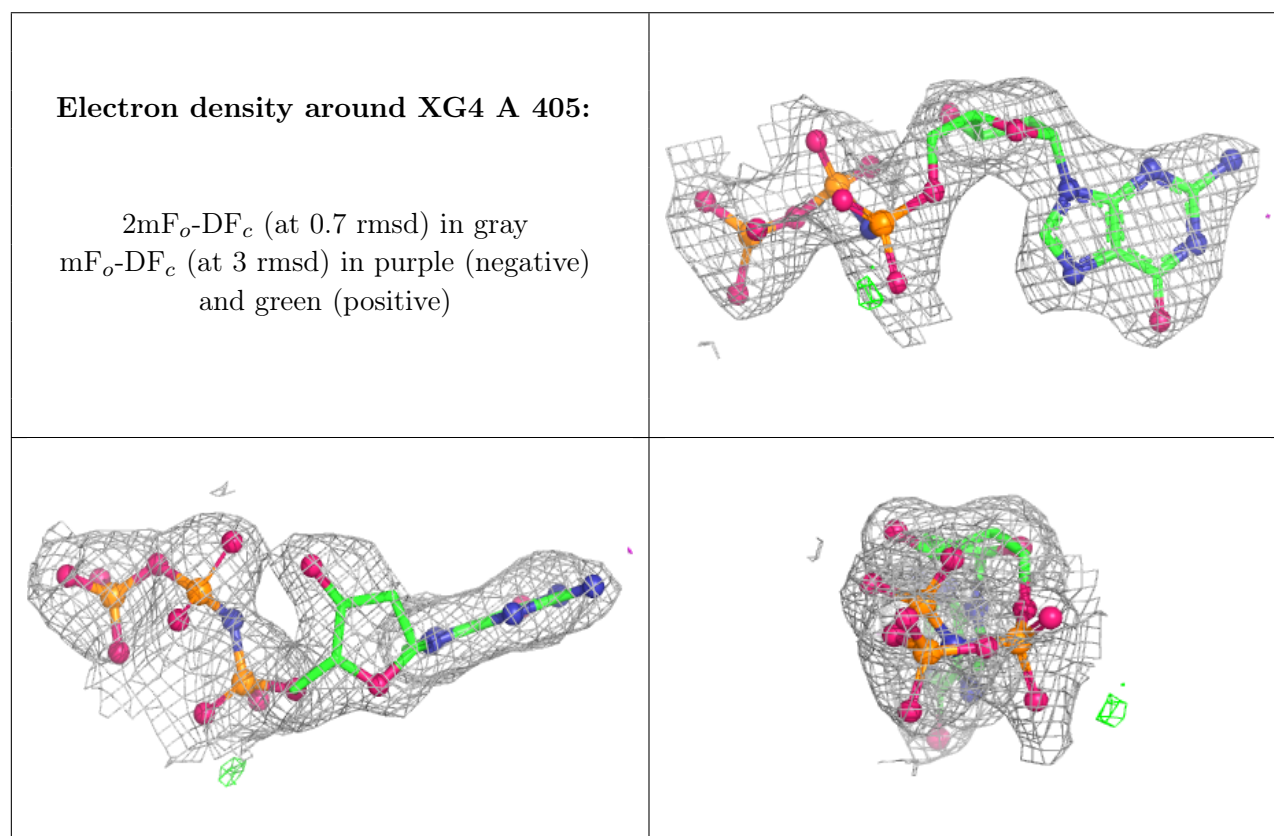 Electron density around XG4 A 405:
2mFo-DFc (at 0.7 rmsd) in gray
mFo-DFc (at 3 rmsd) in purple (negative)
and green (positive)